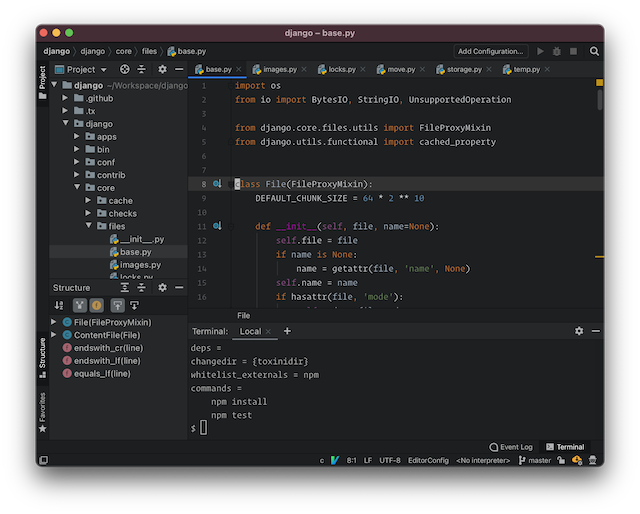 django – base.py
django django core files base.py Add Configuration...
Project
Project
base.py images.py locks.py move.py storage.py temp.py
django ~/Workspace/django
.github
.tx
django
apps
bin
conf
contrib
core
cache
checks
files
__init__.py
base.py
images.py
locks.py
1 import os
2 from io import BytesIO, StringIO, UnsupportedOperation
3
4 from django.core.files.utils import FileProxyMixin
5 from django.utils.functional import cached_property
6
7
8 class File(FileProxyMixin):
9 DEFAULT_CHUNK_SIZE = 64 * 2 ** 10
10
11 def __init__(self, file, name=None):
12 self.file = file
13 if name is None:
14 name = getattr(file, 'name', None)
15 self.name = name
16 if hasattr(file, 'mode'):
File
Structure
File(FileProxyMixin)
ContentFile(File)
endswith_cr(line)
endswith_lf(line)
equals_lf(line)
Structure
Favorites
Terminal: Local
deps =
changedir = {toxinidir}
whitelist_externals = npm
commands =
npm install
npm test
$
Event Log Terminal
c 8:1 LF UTF-8 EditorConfig <No interpreter> master